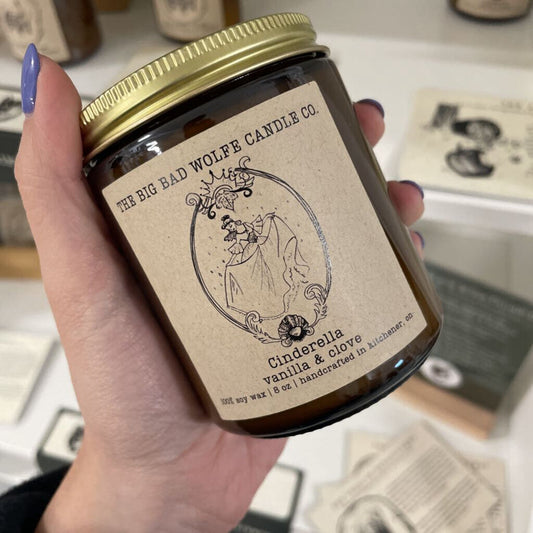 THE BIG BAD WOLFE CANDLE CO.
Cinderella
vanilla & clove
100% soy wax | 8 oz | handcrafted in kitchener, on